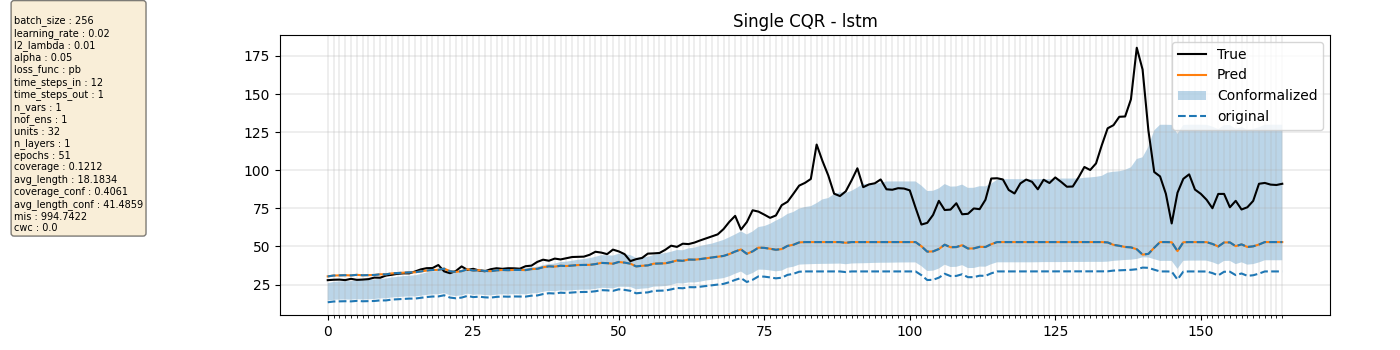 batch_size : 256
learning_rate : 0.02
l2_lambda : 0.01
alpha : 0.05
loss_func : pb
time_steps_in : 12
time_steps_out : 1
n_vars : 1
nof_ens : 1
units : 32
n_layers : 1
epochs : 51
coverage : 0.1212
avg_length : 18.1834
coverage_conf : 0.4061
avg_length_conf : 41.4859
mis : 994.7422
cwc : 0.0
Single CQR - lstm
175
150
125
100
75
50
25
0 25 50 75 100 125 150
True
Pred
Conformalized
original